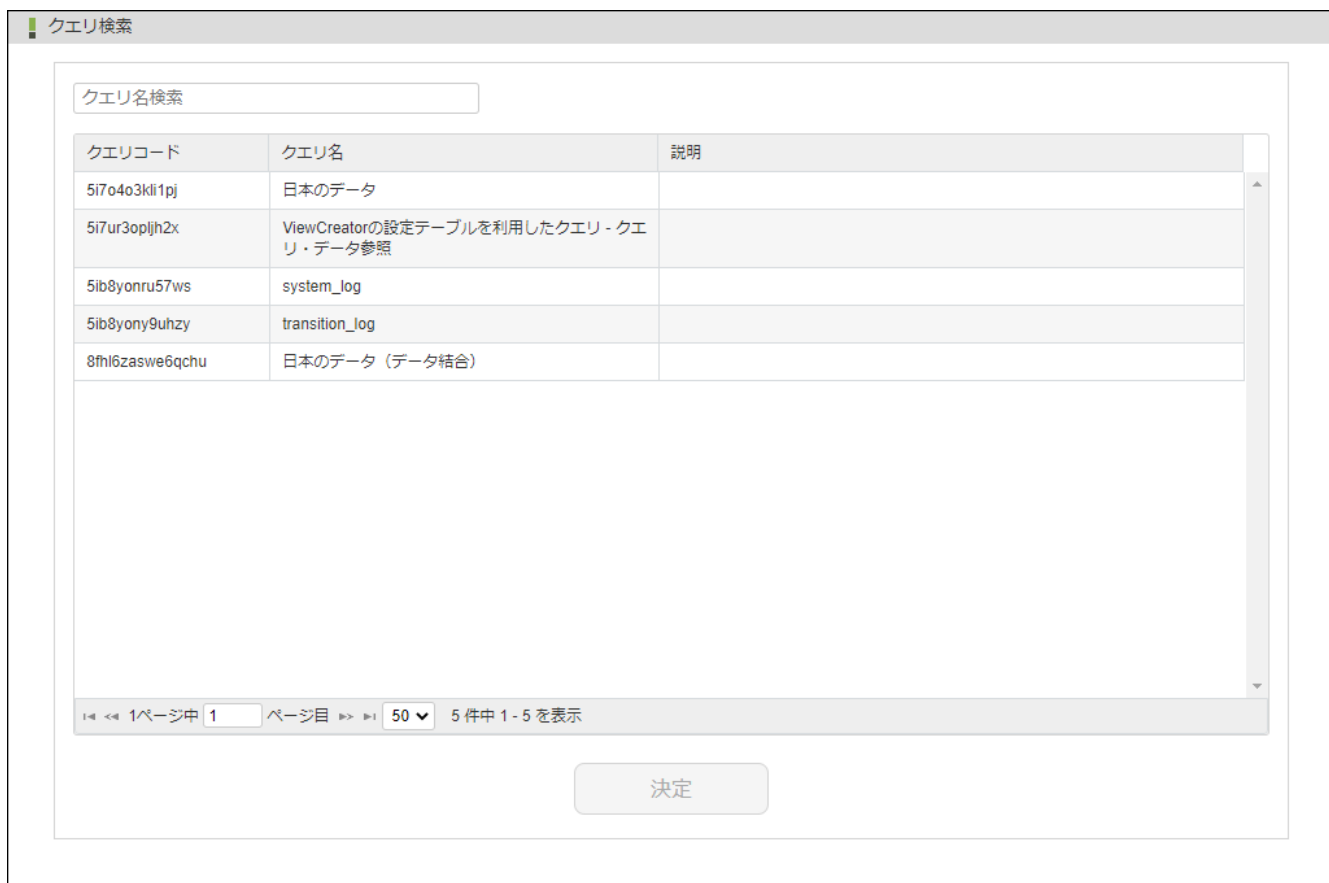 クエリ検索
クエリ名検索
クエリコード クエリ名 説明
5i7o4o3kli1pj 日本のデータ
5i7ur3opljh2x ViewCreatorの設定テーブルを利用したクエリ - クエ
リ・データ参照
5ib8yonru57ws system_log
5ib8yony9uhzy transition_log
8fhl6zaswe6qchu 日本のデータ（データ結合）
1ページ中 1 ページ目 50 5 件中 1 - 5 を表示
決定